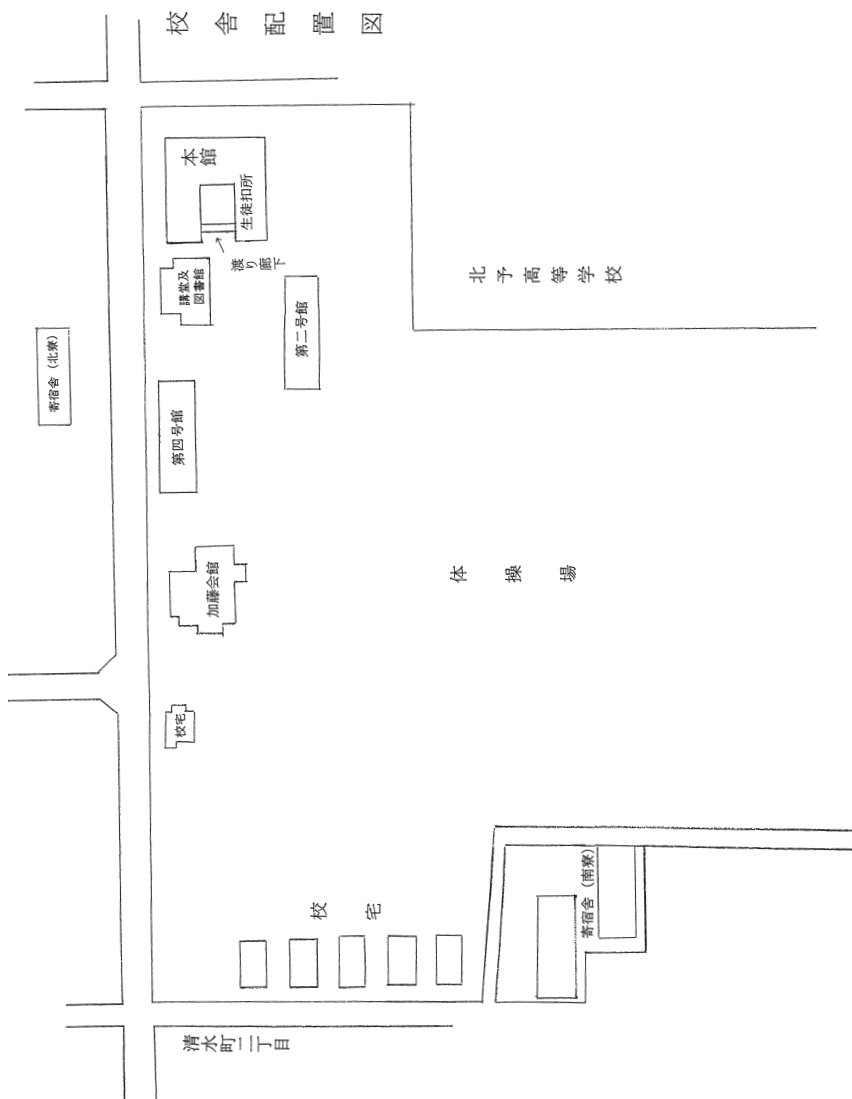 校舎配置図
本館
生徒扣所
渡り廊下
講堂及
図書館
第二号館
北予高等学校
寄宿舎（北寮）
第四号館
加藤会館
体操場
校宅
校宅
寄宿舎（南寮）
清水町二丁目